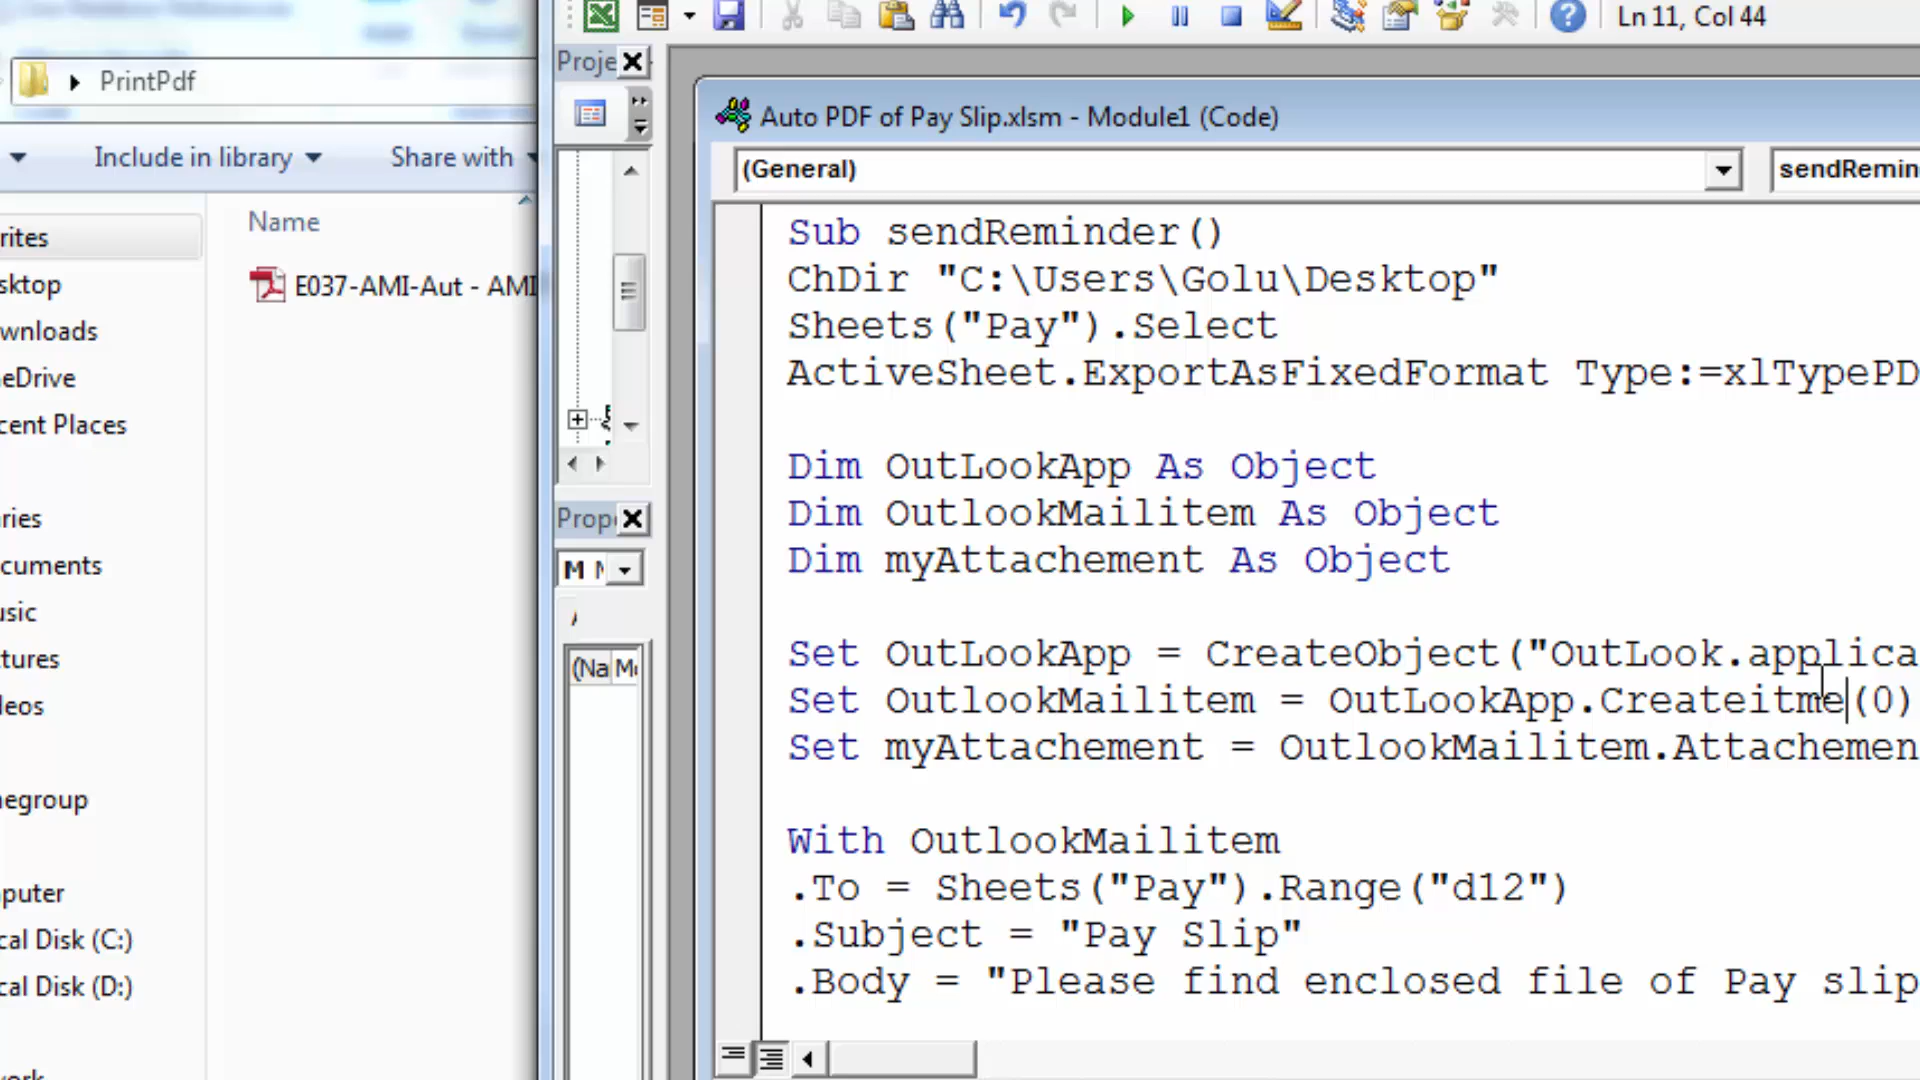 PrintPdf
Include in library
Share with
Name
rites
E037-AMI-Aut - AMI
sktop
wnloads
eDrive
cent Places
ries
cuments
usic
tures
leos
negroup
nputer
cal Disk (C:)
cal Disk (D:)
Ln 11, Col 44
Proje
Auto PDF of Pay Slip.xlsm - Module1 (Code)
(General)
sendRemin
Prop
M
(Na
Sub sendReminder()
ChDir "C:\Users\Golu\Desktop"
Sheets("Pay").Select
ActiveSheet.ExportAsFixedFormat Type:=xlTypePD
Dim OutLookApp As Object
Dim OutlookMailitem As Object
Dim myAttachement As Object
Set OutLookApp = CreateObject("OutLook.applica
Set OutlookMailitem = OutLookApp.Createitme(0)
Set myAttachement = OutlookMailitem.Attachemen
With OutlookMailitem
.To = Sheets("Pay").Range("d12")
.Subject = "Pay Slip"
.Body = "Please find enclosed file of Pay slip